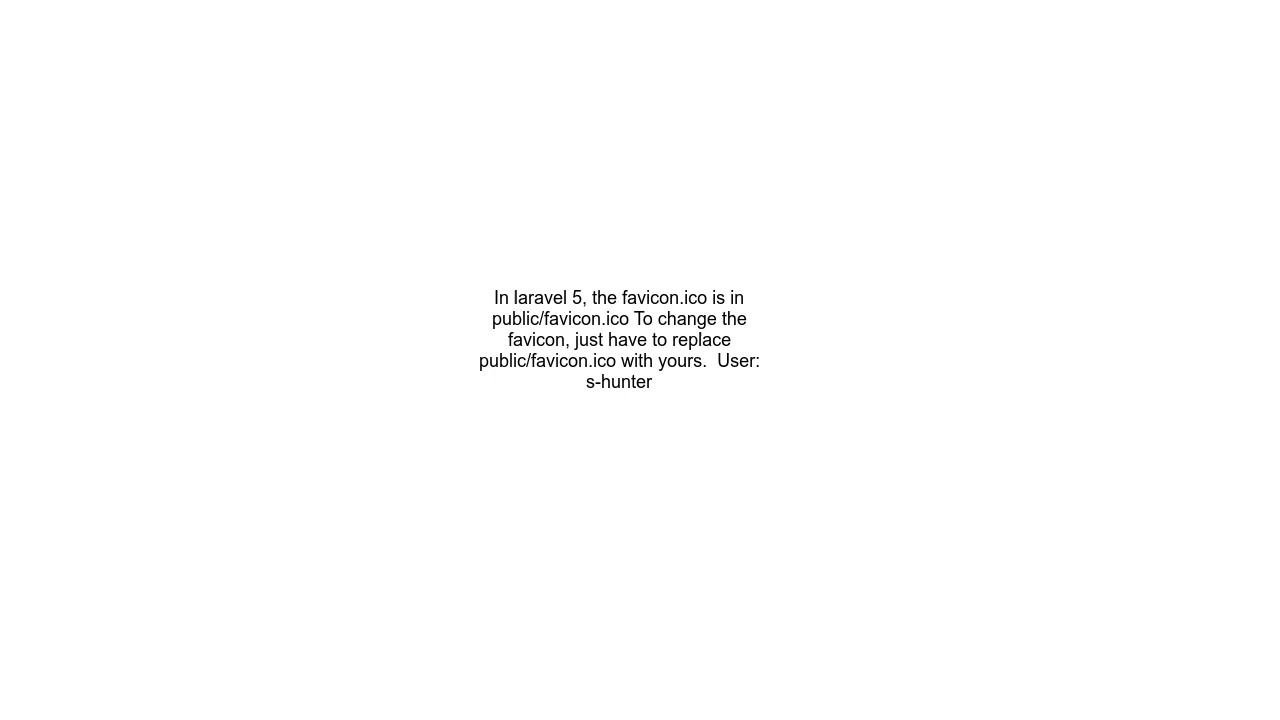 In laravel 5, the favicon.ico is in
public/favicon.ico To change the
favicon, just have to replace
public/favicon.ico with yours.  User:
s-hunter